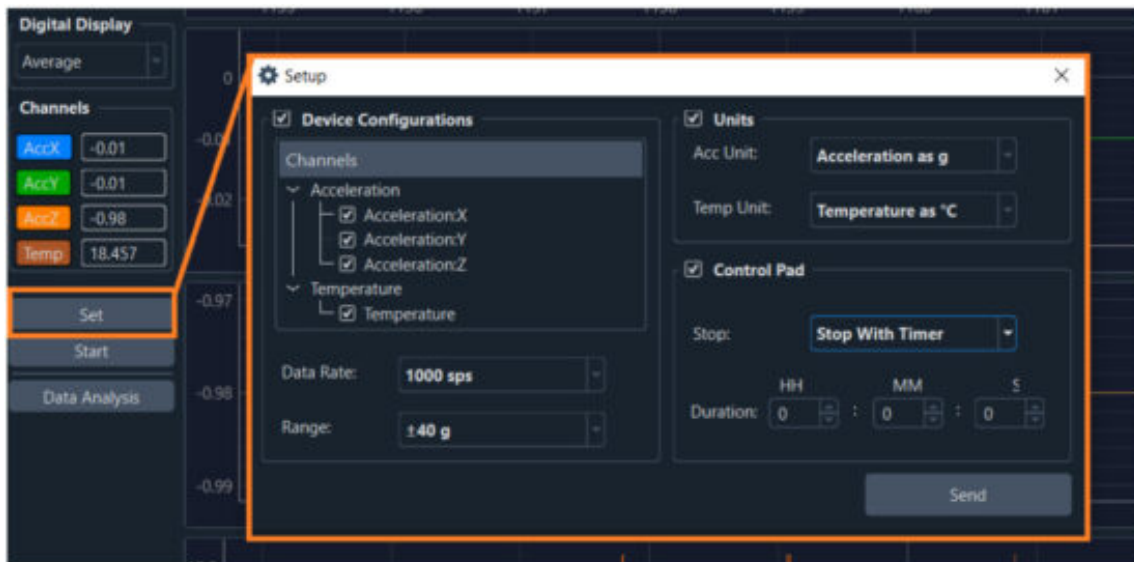 Digital Display
Average
Channels
AccX -0.01
AccY -0.01
AccZ -0.98
Temp 18.457
Set
Start
Data Analysis
0
-0.97
-0.98
-0.99
Setup
Device Configurations
Channels
Acceleration
Acceleration:X
Acceleration:Y
Acceleration:Z
Temperature
Temperature
Data Rate: 1000 sps
Range: ±40 g
Units
Acc Unit: Acceleration as g
Temp Unit: Temperature as °C
Control Pad
Stop: Stop With Timer
HH MM S
Duration: 0 : 0 : 0
Send